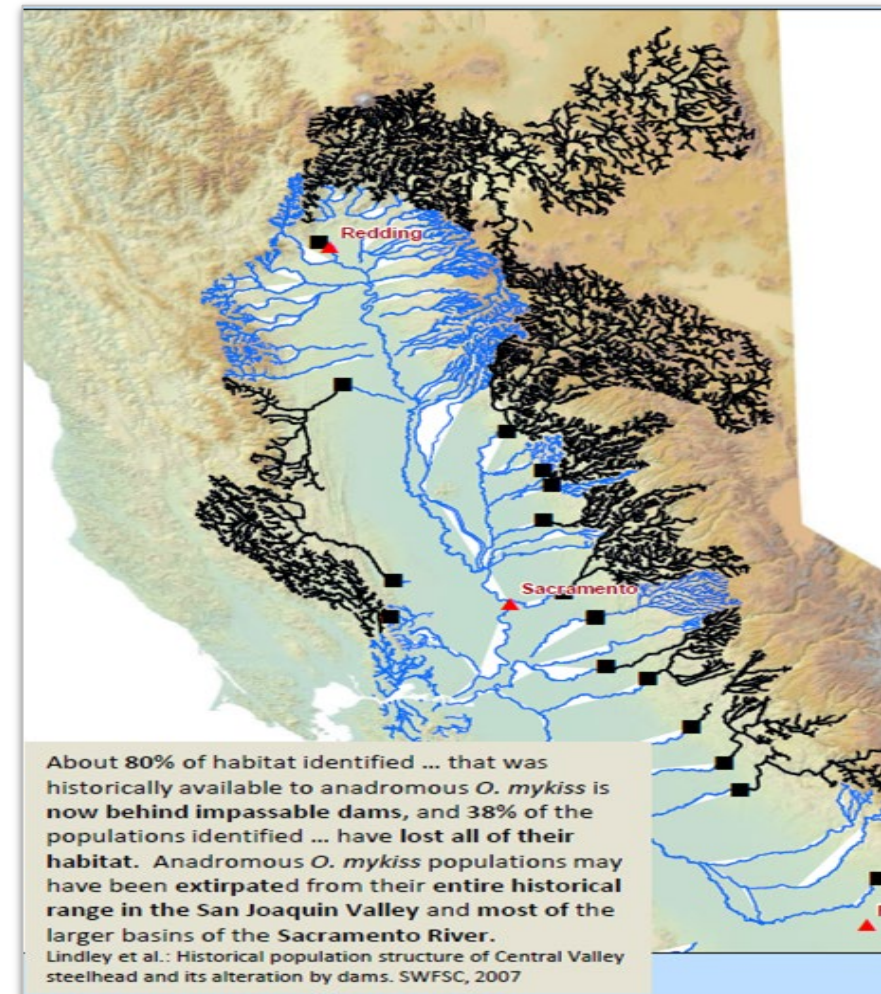 Redding
Sacramento
About 80% of habitat identified ... that was
historically available to anadromous O. mykiss is
now behind impassable dams, and 38% of the
populations identified ... have lost all of their
habitat. Anadromous O. mykiss populations may
have been extirpated from their entire historical
range in the San Joaquin Valley and most of the
larger basins of the Sacramento River.
Lindley et al.: Historical population structure of Central Valley
steelhead and its alteration by dams. SWFSC, 2007